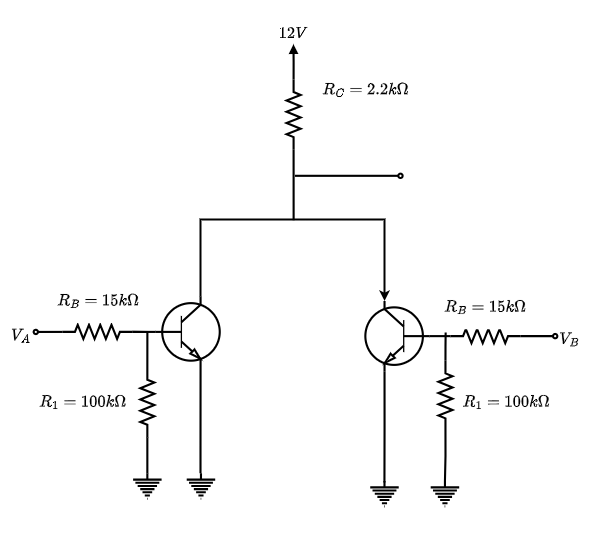 12V
R_C = 2.2kΩ
R_B = 15kΩ
R_B = 15kΩ
V_A
V_B
R_1 = 100kΩ
R_1 = 100kΩ